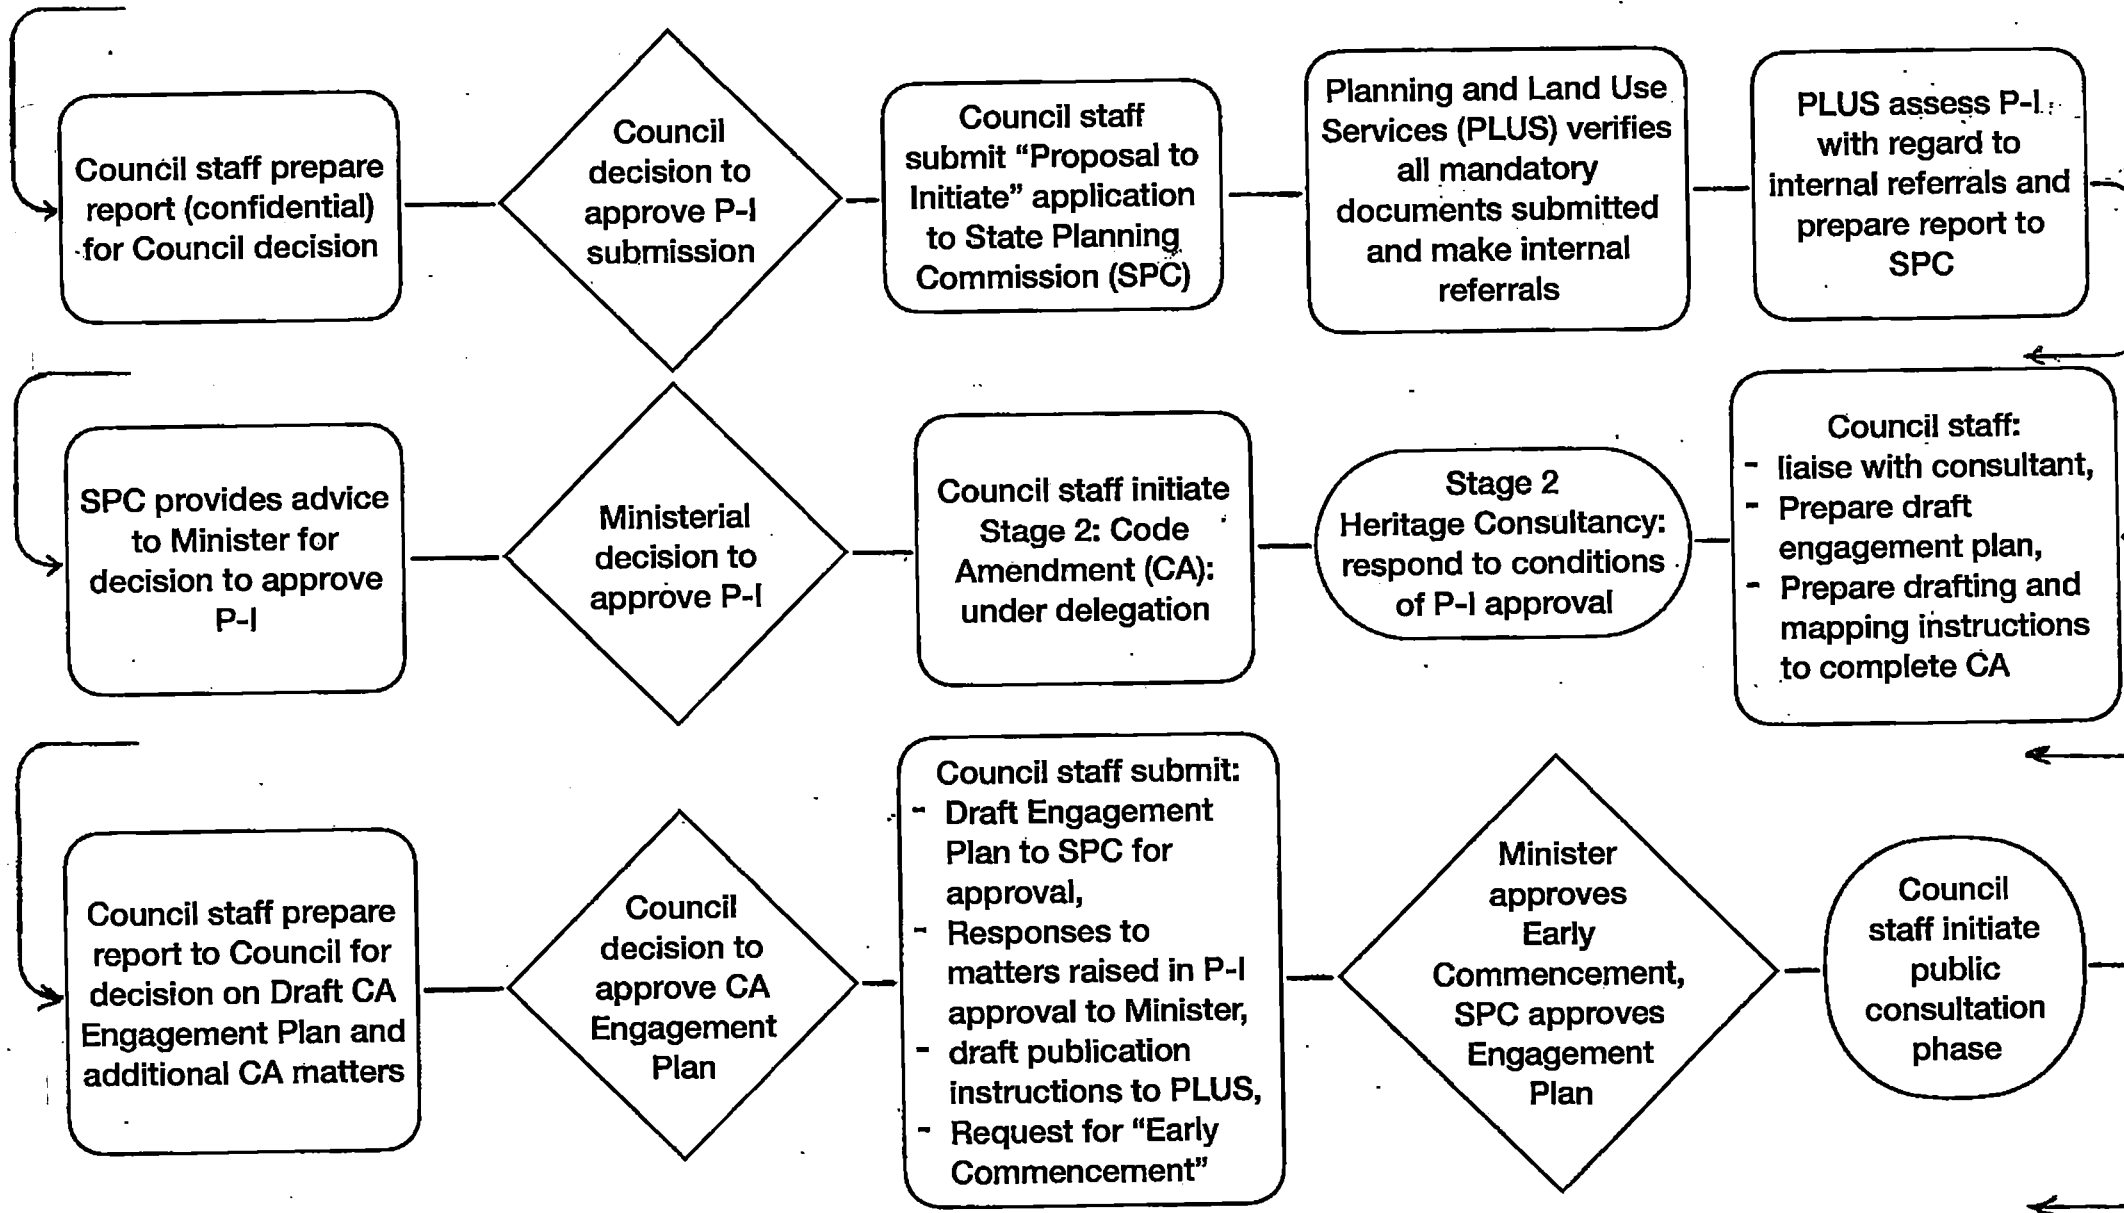 Council staff prepare
report (confidential)
for Council decision
Council
decision to
approve P-I
submission
Council staff
submit “Proposal to
Initiate” application
to State Planning
Commission (SPC)
Planning and Land Use
Services (PLUS) verifies
all mandatory
documents submitted
and make internal
referrals
PLUS assess P-I
with regard to
internal referrals and
prepare report to
SPC
SPC provides advice
to Minister for
decision to approve
P-I
Ministerial
decision to
approve P-I
Council staff initiate
Stage 2: Code
Amendment (CA):
under delegation
Stage 2
Heritage Consultancy:
respond to conditions
of P-I approval
Council staff:
- liaise with consultant,
- Prepare draft
engagement plan,
- Prepare drafting and
mapping instructions
to complete CA
Council staff prepare
report to Council for
decision on Draft CA
Engagement Plan and
additional CA matters
Council
decision to
approve CA
Engagement
Plan
Council staff submit:
- Draft Engagement
Plan to SPC for
approval,
- Responses to
matters raised in P-I
approval to Minister,
- draft publication
instructions to PLUS,
- Request for “Early
Commencement”
Minister
approves
Early
Commencement,
SPC approves
Engagement
Plan
Council
staff initiate
public
consultation
phase